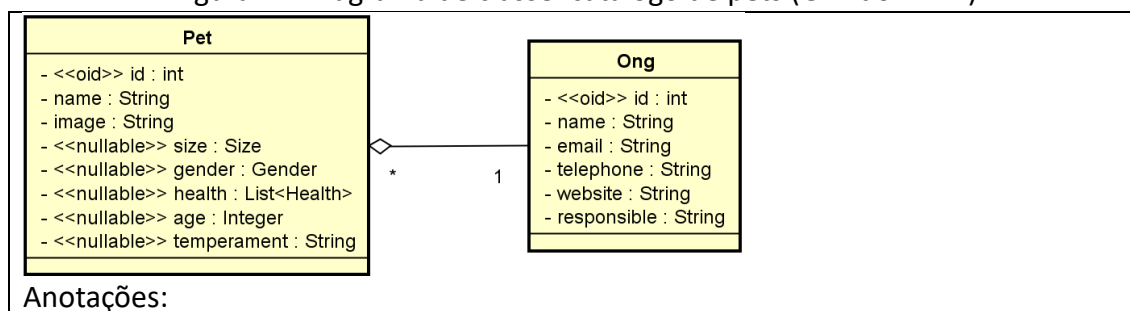 Pet
- <<oid>> id : int
- name : String
- image : String
- <<nullable>> size : Size
- <<nullable>> gender : Gender
- <<nullable>> health : List<Health>
- <<nullable>> age : Integer
- <<nullable>> temperament : String
* 1
Ong
- <<oid>> id : int
- name : String
- email : String
- telephone : String
- website : String
- responsible : String
Anotações: